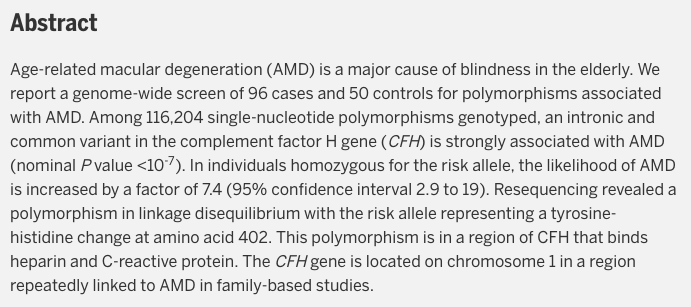 Abstract
Age-related macular degeneration (AMD) is a major cause of blindness in the elderly. We
report a genome-wide screen of 96 cases and 50 controls for polymorphisms associated
with AMD. Among 116,204 single-nucleotide polymorphisms genotyped, an intronic and
common variant in the complement factor H gene (CFH) is strongly associated with AMD
(nominal P value <10-7). In individuals homozygous for the risk allele, the likelihood of AMD
is increased by a factor of 7.4 (95% confidence interval 2.9 to 19). Resequencing revealed a
polymorphism in linkage disequilibrium with the risk allele representing a tyrosine-
histidine change at amino acid 402. This polymorphism is in a region of CFH that binds
heparin and C-reactive protein. The CFH gene is located on chromosome 1 in a region
repeatedly linked to AMD in family-based studies.